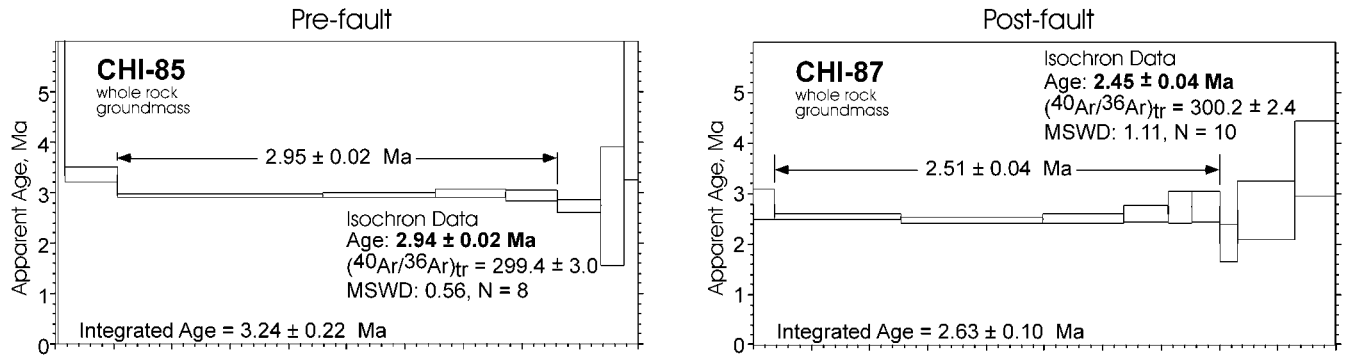 Pre-fault
CHI-85
whole rock
groundmass
2.95 ± 0.02 Ma
Isochron Data
Age: 2.94 ± 0.02 Ma
(40Ar/36Ar)tr = 299.4 ± 3.0
MSWD: 0.56, N = 8
Integrated Age = 3.24 ± 0.22 Ma
Apparent Age, Ma
5
4
3
2
1
0
Post-fault
CHI-87
whole rock
groundmass
Isochron Data
Age: 2.45 ± 0.04 Ma
(40Ar/36Ar)tr = 300.2 ± 2.4
MSWD: 1.11, N = 10
2.51 ± 0.04 Ma
Integrated Age = 2.63 ± 0.10 Ma
Apparent Age, Ma
5
4
3
2
1
0